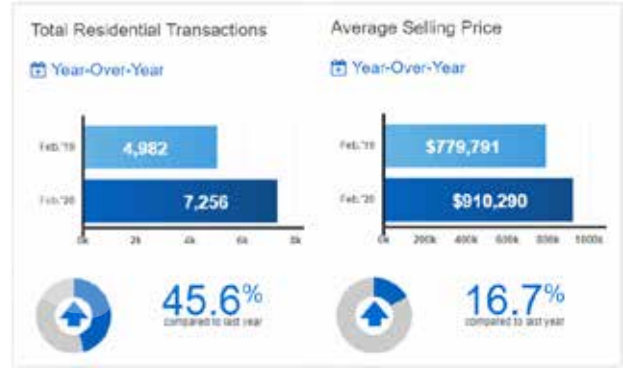 Total Residential Transactions
Year-Over-Year
Feb.'19
4,982
Feb.'20
7,256
0k 2k 4k 6k 8k
45.6%
compared to last year
Average Selling Price
Year-Over-Year
Feb.'19
$779,791
Feb.'20
$910,290
0k 200k 400k 600k 800k 1000k
16.7%
compared to last year